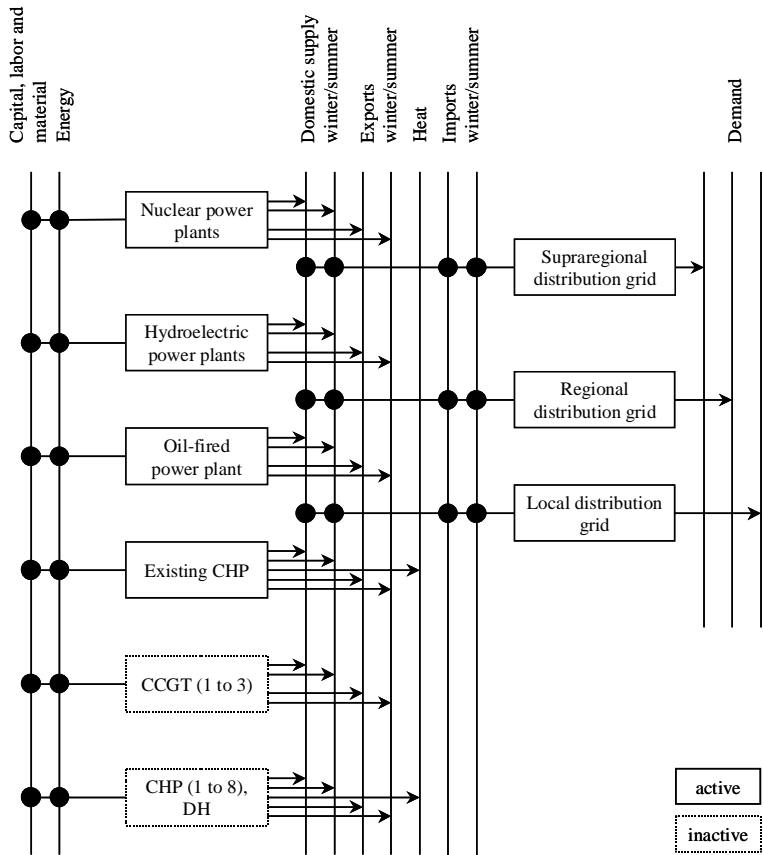 Capital, labor and
material
Energy
Domestic supply
winter/summer
Exports
winter/summer
Heat
Imports
winter/summer
Demand
Nuclear power
plants
Supraregional
distribution grid
Hydroelectric
power plants
Regional
distribution grid
Oil-fired
power plant
Local distribution
grid
Existing CHP
CCGT (1 to 3)
CHP (1 to 8),
DH
active
inactive